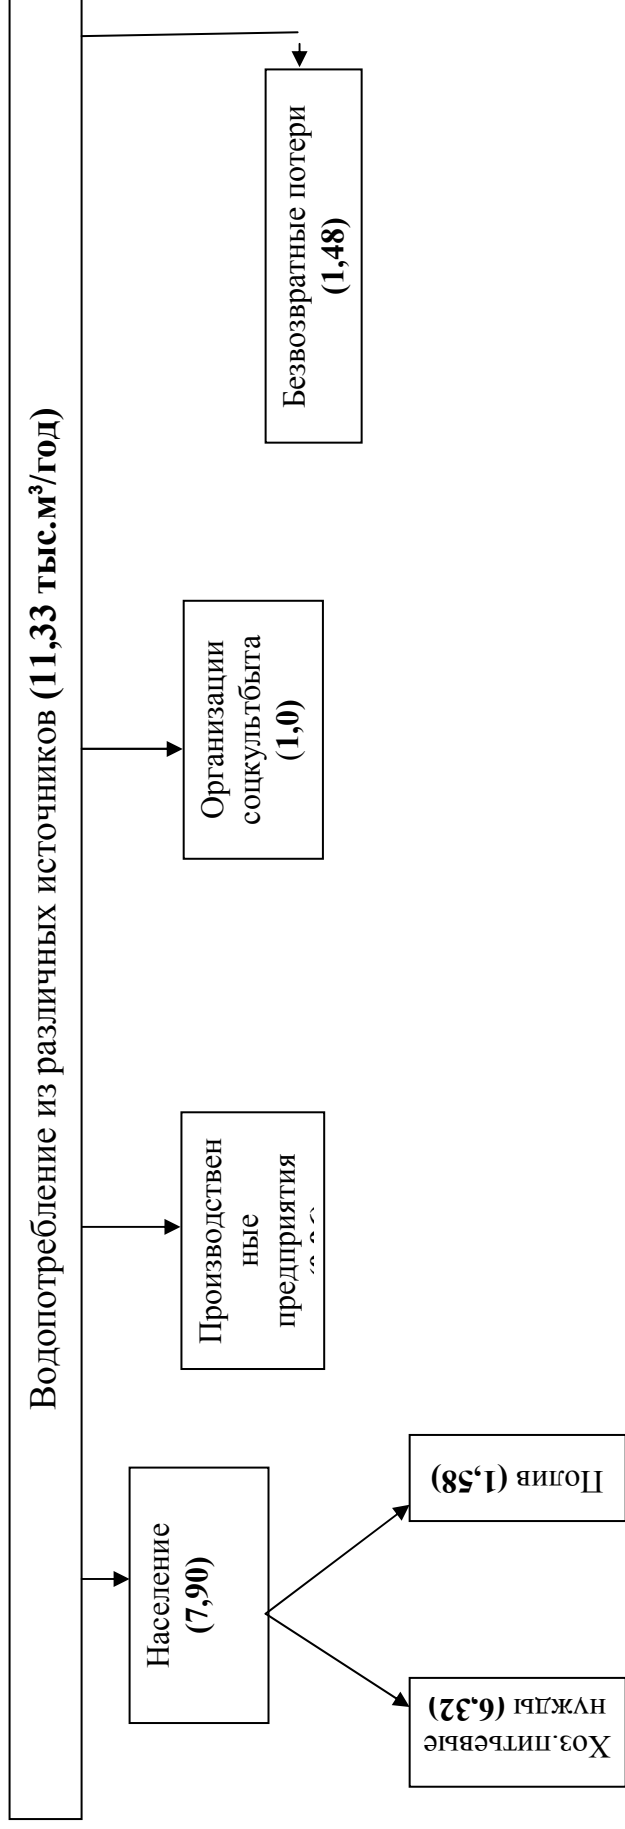 Водопотребление из различных источников (11,33 тыс.м³/год)
Население
(7,90)
Производствен
ные
предприятия
Организации
соцкультбыта
(1,0)
Безвозвратные потери
(1,48)
Хоз.питьевые
нужды (6,32)
Полив (1,58)